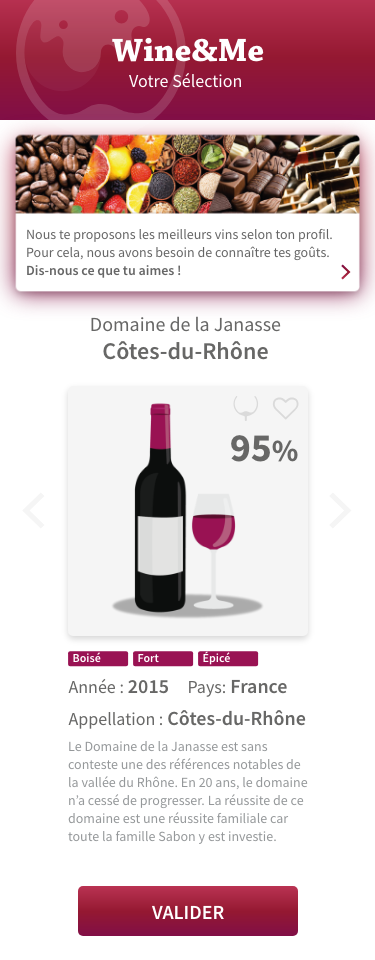 Wine&Me
Votre Sélection
Nous te proposons les meilleurs vins selon ton profil.
Pour cela, nous avons besoin de connaître tes goûts.
Dis-nous ce que tu aimes !
Domaine de la Janasse
Côtes-du-Rhône
95%
Boisé Fort Épicé
Année : 2015 Pays: France
Appellation : Côtes-du-Rhône
Le Domaine de la Janasse est sans
conteste une des références notables de
la vallée du Rhône. En 20 ans, le domaine
n'a cessé de progresser. La réussite de ce
domaine est une réussite familiale car
toute la famille Sabon y est investie.
VALIDER